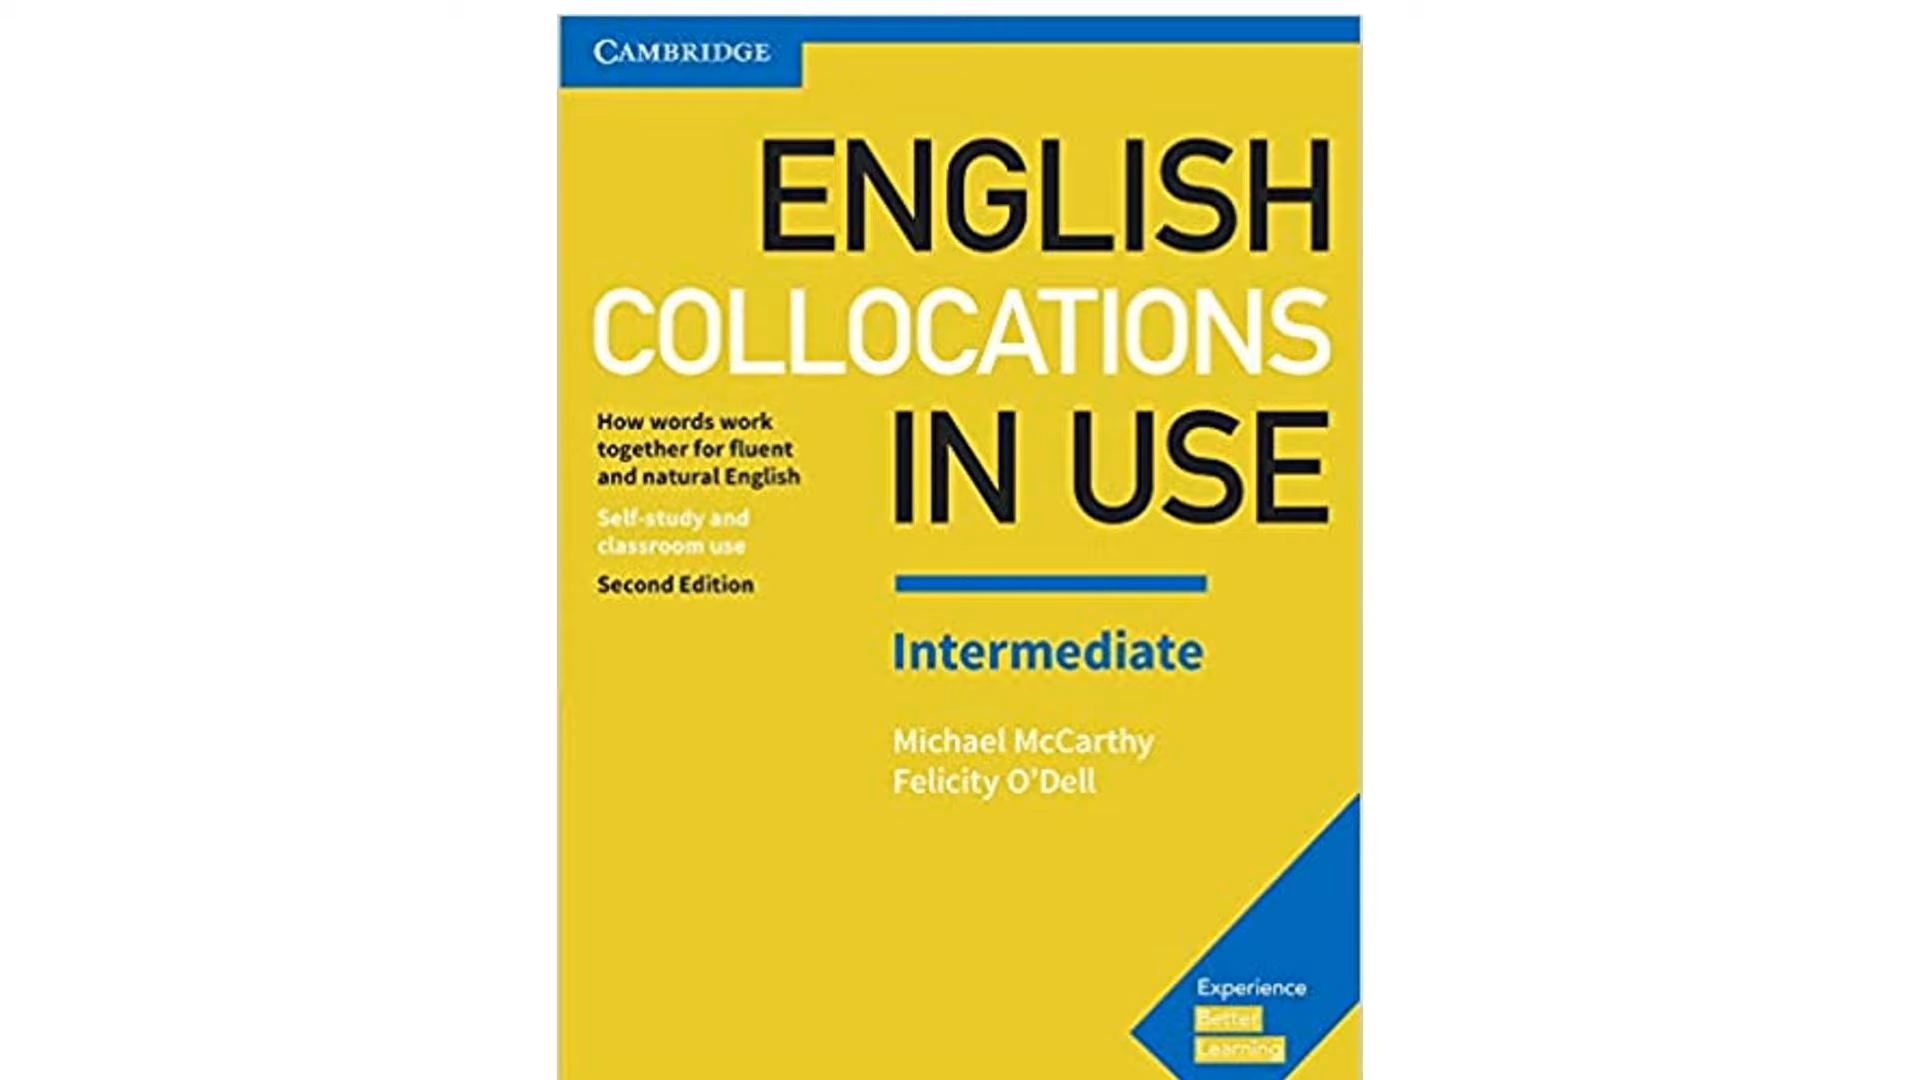 CAMBRIDGE
ENGLISH
COLLOCATIONS
IN USE
How words work
together for fluent
and natural English
Self-study and
classroom use
Second Edition
Intermediate
Michael McCarthy
Felicity O'Dell
Experience
Better
Learning